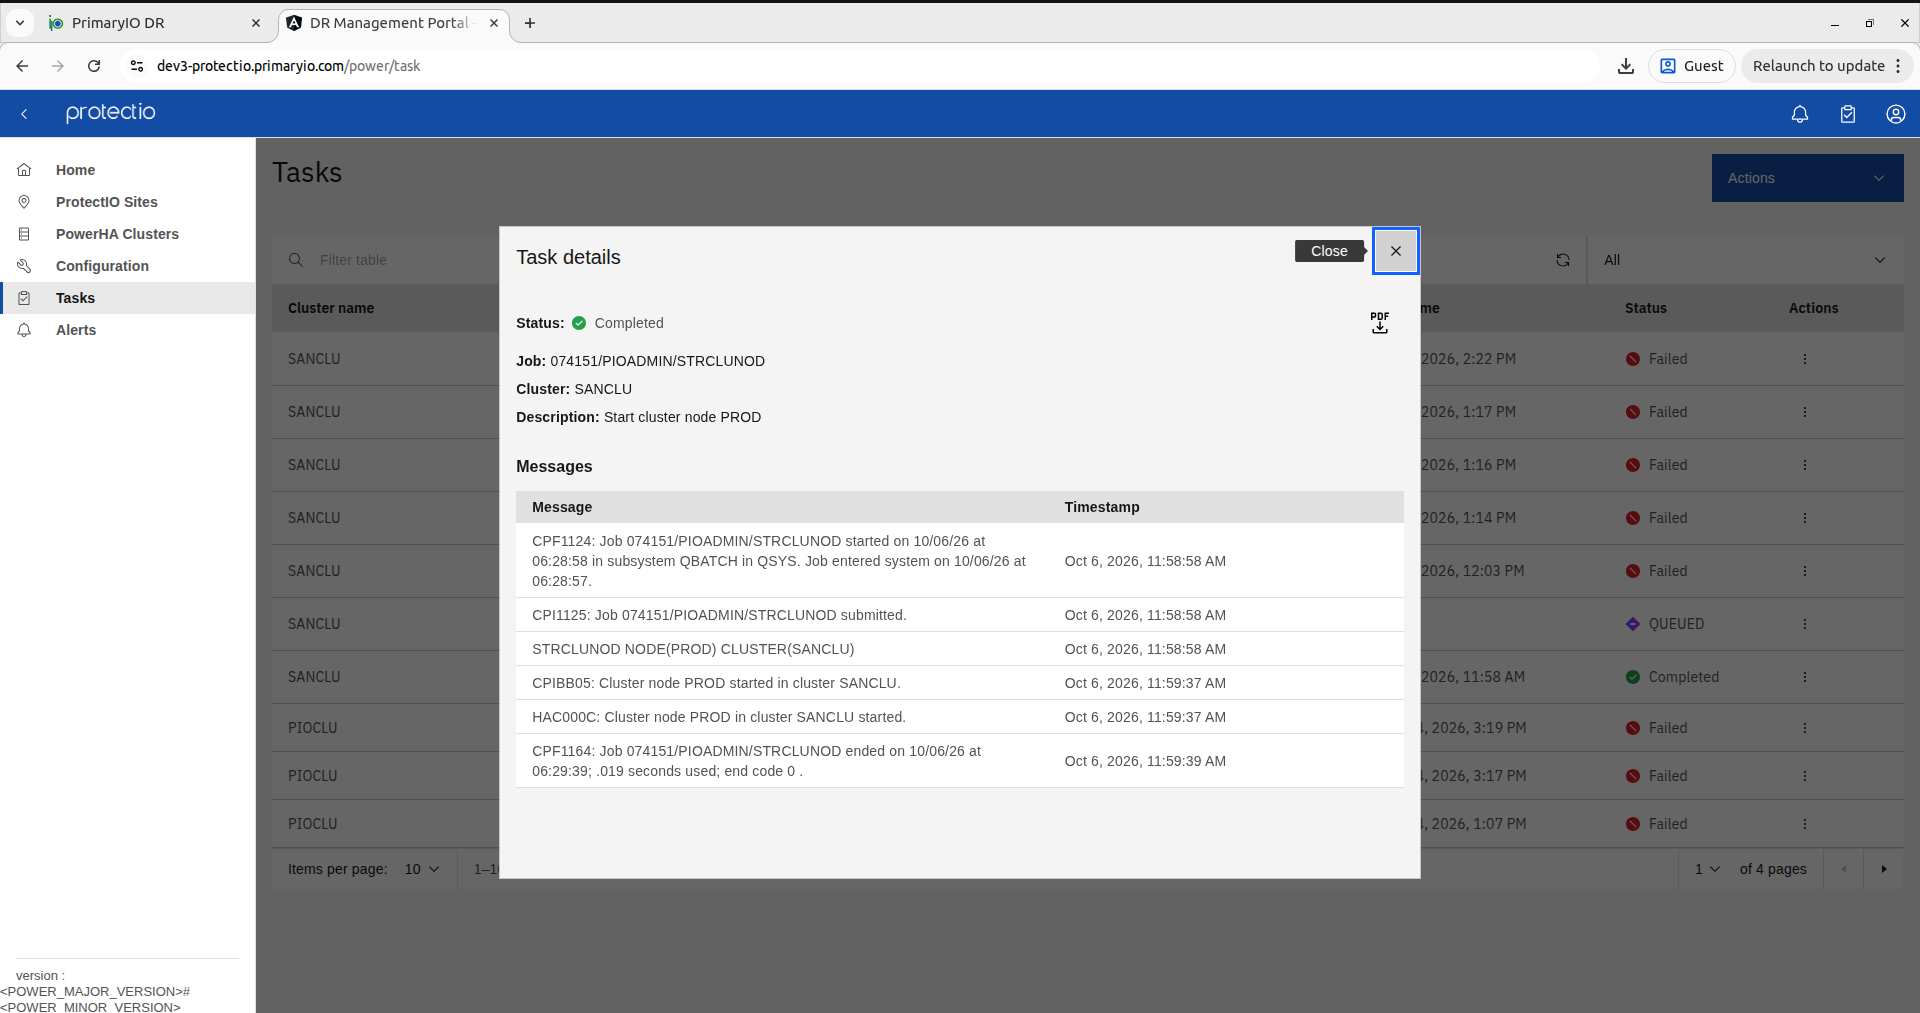 PrimaryIO DR
DR Management Portal -
dev3-protectio.primaryio.com/power/task
Guest
Relaunch to update
protectio
Home
ProtectIO Sites
PowerHA Clusters
Configuration
Tasks
Alerts
version :
<POWER_MAJOR_VERSION>#
<POWER_MINOR_VERSION>
Tasks
Actions
Filter table
All
Cluster name
me
Status
Actions
SANCLU
2026, 2:22 PM
Failed
SANCLU
2026, 1:17 PM
Failed
SANCLU
2026, 1:16 PM
Failed
SANCLU
2026, 1:14 PM
Failed
SANCLU
2026, 12:03 PM
Failed
SANCLU
QUEUED
SANCLU
2026, 11:58 AM
Completed
PIOCLU
, 2026, 3:19 PM
Failed
PIOCLU
, 2026, 3:17 PM
Failed
PIOCLU
, 2026, 1:07 PM
Failed
Items per page:
10
1–1
1
of 4 pages
Task details
Close
Status: Completed
PDF
Job: 074151/PIOADMIN/STRCLUNOD
Cluster: SANCLU
Description: Start cluster node PROD
Messages
Message
Timestamp
CPF1124: Job 074151/PIOADMIN/STRCLUNOD started on 10/06/26 at
06:28:58 in subsystem QBATCH in QSYS. Job entered system on 10/06/26 at
06:28:57.
Oct 6, 2026, 11:58:58 AM
CPI1125: Job 074151/PIOADMIN/STRCLUNOD submitted.
Oct 6, 2026, 11:58:58 AM
STRCLUNOD NODE(PROD) CLUSTER(SANCLU)
Oct 6, 2026, 11:58:58 AM
CPIBB05: Cluster node PROD started in cluster SANCLU.
Oct 6, 2026, 11:59:37 AM
HAC000C: Cluster node PROD in cluster SANCLU started.
Oct 6, 2026, 11:59:37 AM
CPF1164: Job 074151/PIOADMIN/STRCLUNOD ended on 10/06/26 at
06:29:39; .019 seconds used; end code 0 .
Oct 6, 2026, 11:59:39 AM